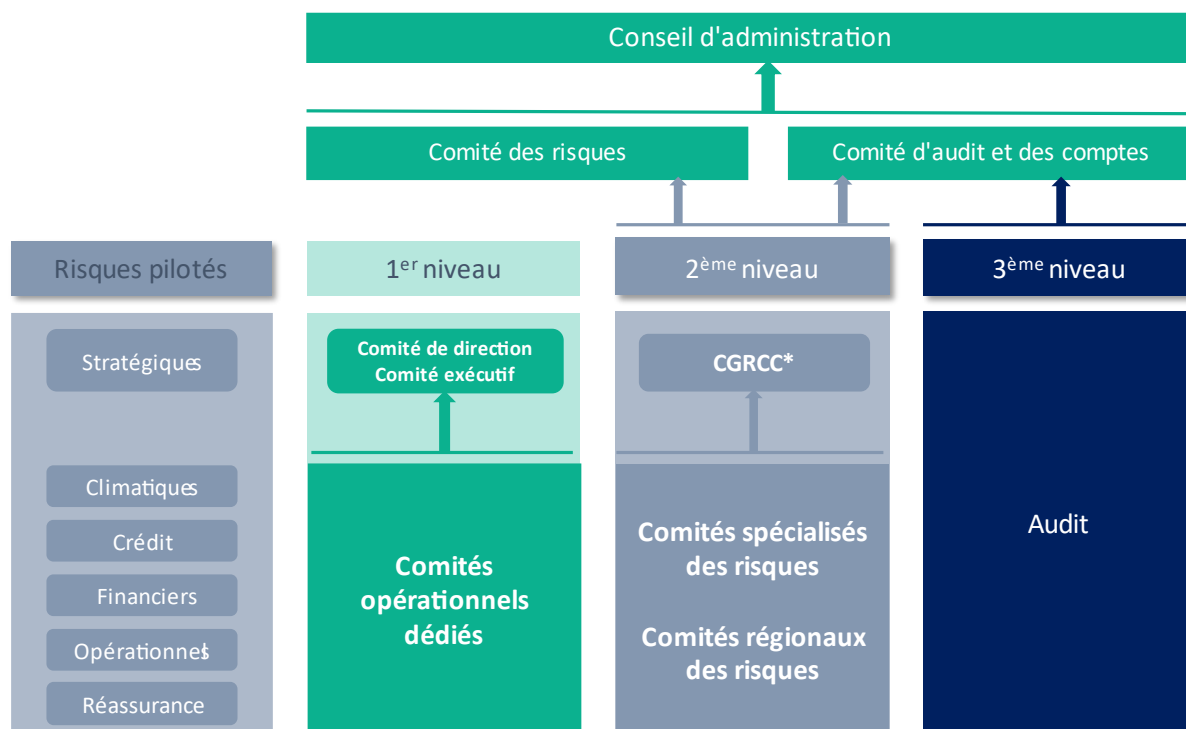 Conseil d'administration
Comité des risques
Comité d'audit et des comptes
Risques pilotés
1er niveau
2ème niveau
3ème niveau
Stratégiques
Climatiques
Crédit
Financiers
Opérationnels
Réassurance
Comité de direction
Comité exécutif
Comités
opérationnels
dédiés
CGRCC*
Comités spécialisés
des risques
Comités régionaux
des risques
Audit